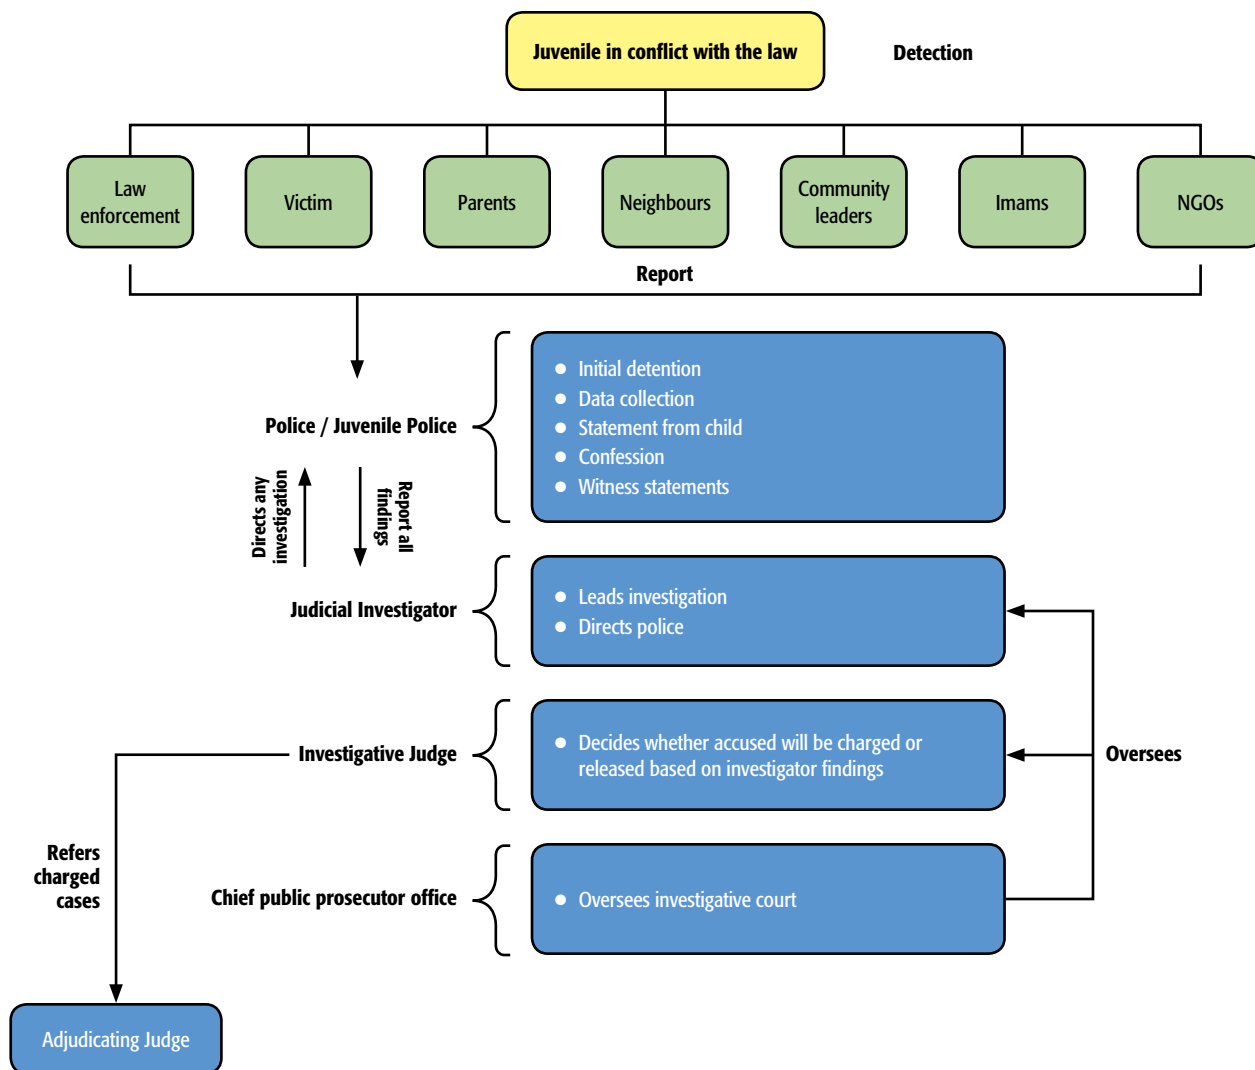 Juvenile in conflict with the law
Detection
Law
enforcement
Victim
Parents
Neighbours
Community
leaders
Imams
NGOs
Report
Police / Juvenile Police
Initial detention
Data collection
Statement from child
Confession
Witness statements
Directs any
investigation
Report all
findings
Judicial Investigator
Leads investigation
Directs police
Investigative Judge
Decides whether accused will be charged or
released based on investigator findings
Oversees
Refers
charged
cases
Chief public prosecutor office
Oversees investigative court
Adjudicating Judge